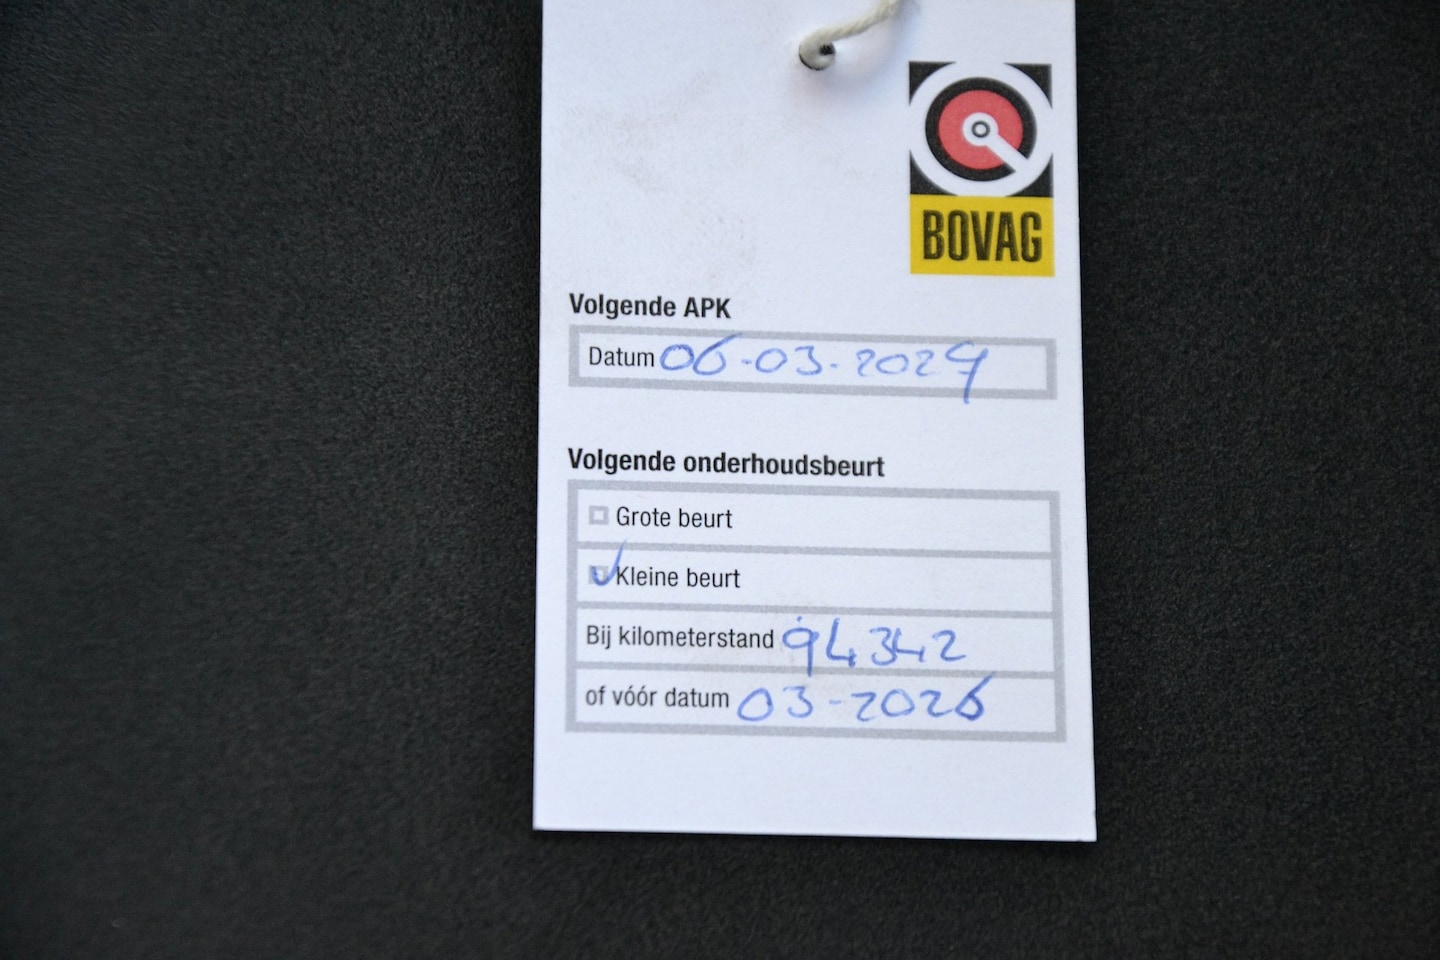 BOVAG
Volgende APK
Datum 06-03-2029
Volgende onderhoudsbeurt
Grote beurt
Kleine beurt
Bij kilometerstand 94342
of vóór datum 03-2026